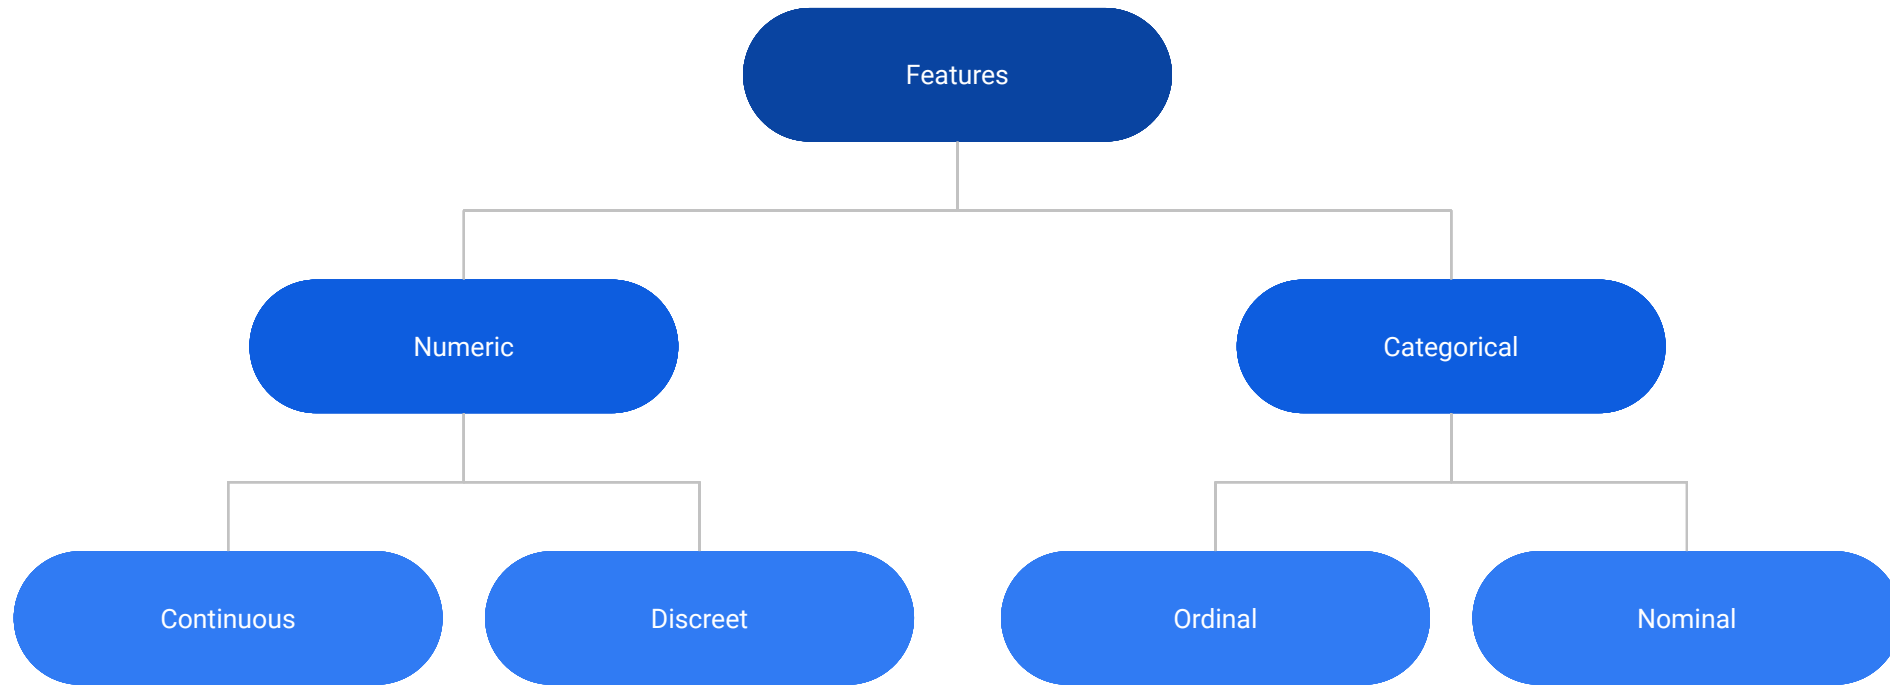 Features
Numeric
Categorical
Continuous
Discreet
Ordinal
Nominal